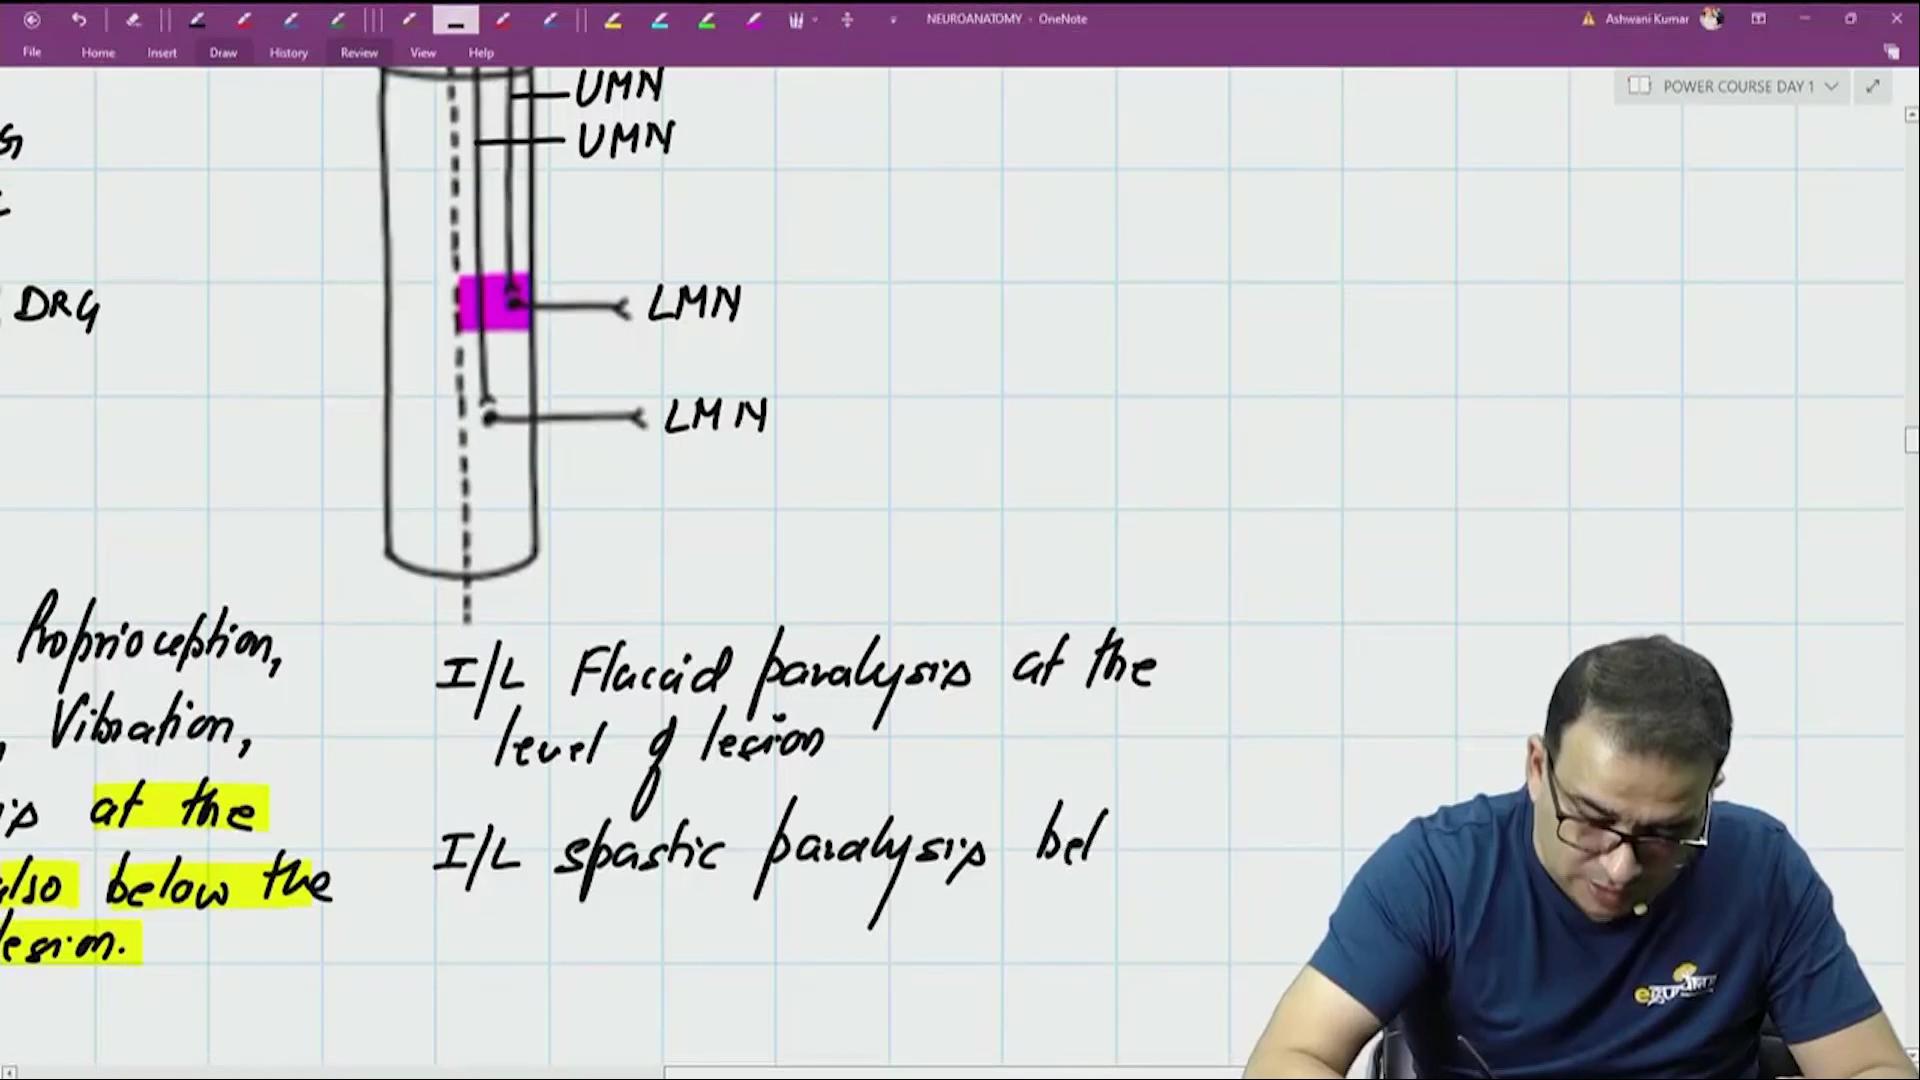 NEUROANATOMY - OneNote
Ashwani Kumar
File Home Insert Draw History Review View Help
POWER COURSE DAY 1
UMN
UMN
G
DRG
LMN
LMN
Proprioception,
, Vibration,
at the
also below the
lesion.
I/L Flaccid paralysis at the
level of lesion
I/L spastic paralysis bel